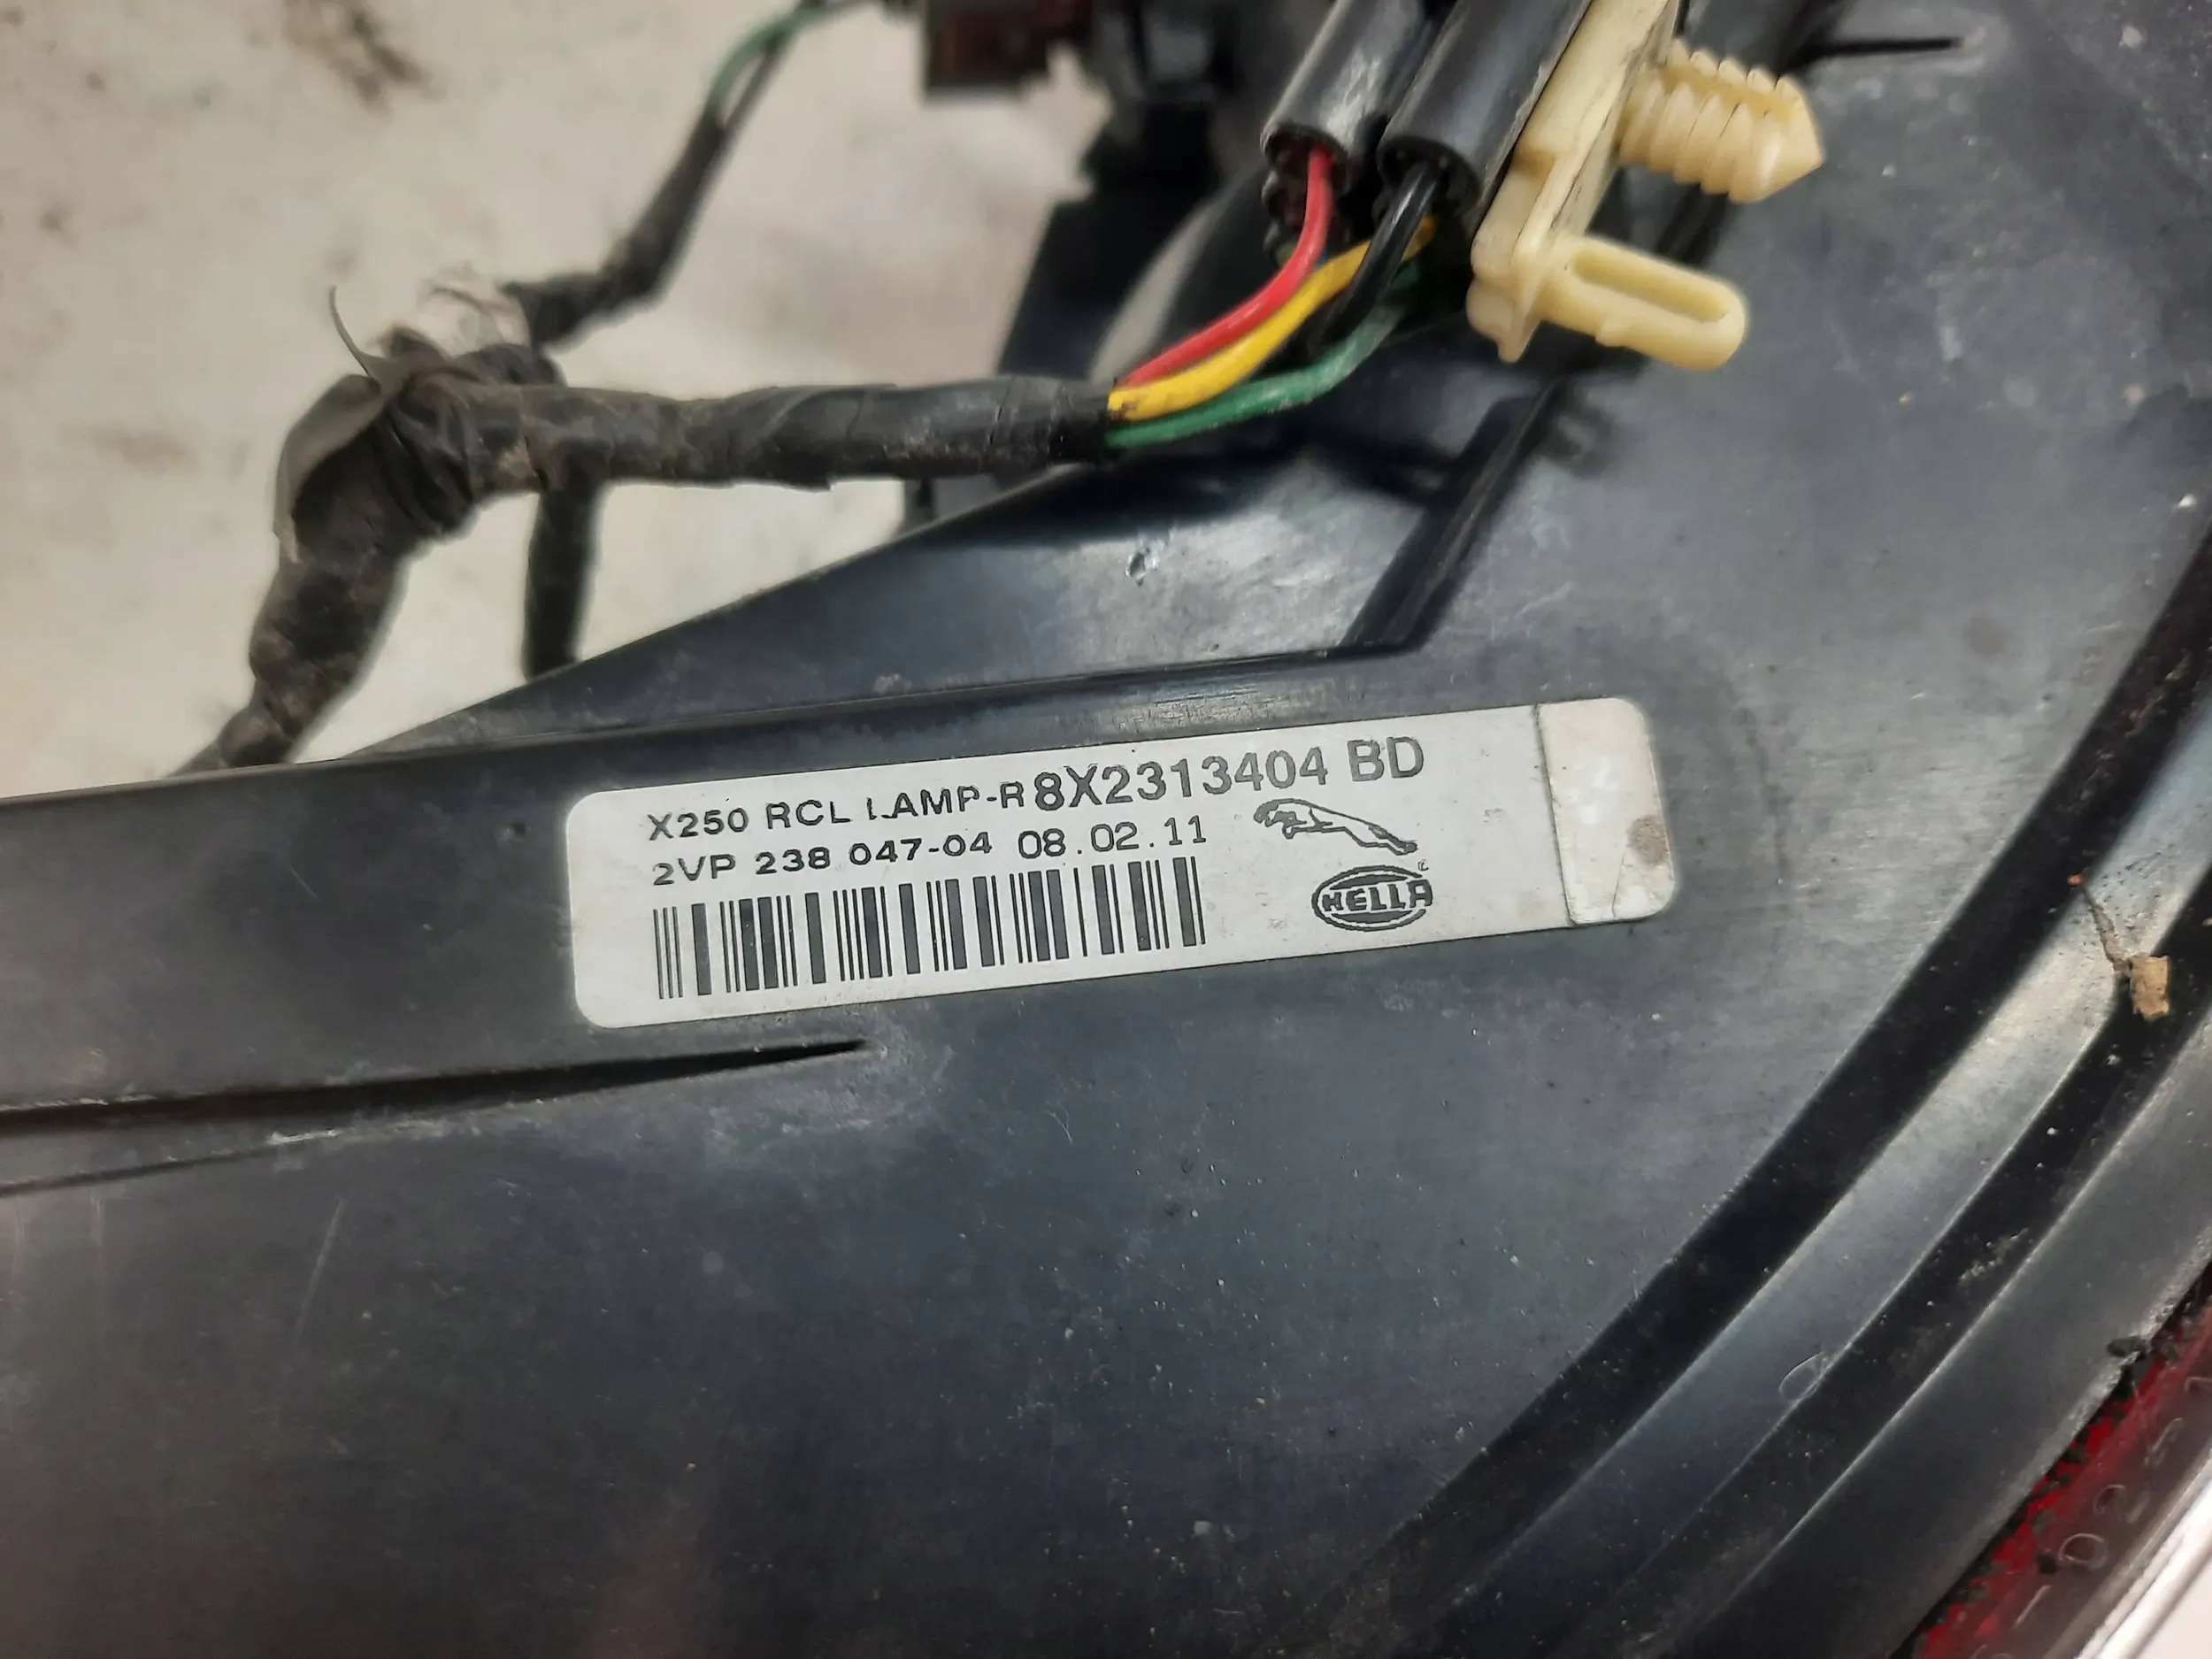 X250 RCL LAMP-R 8X2313404 BD
2VP 238 047-04 08.02.11
HELLA